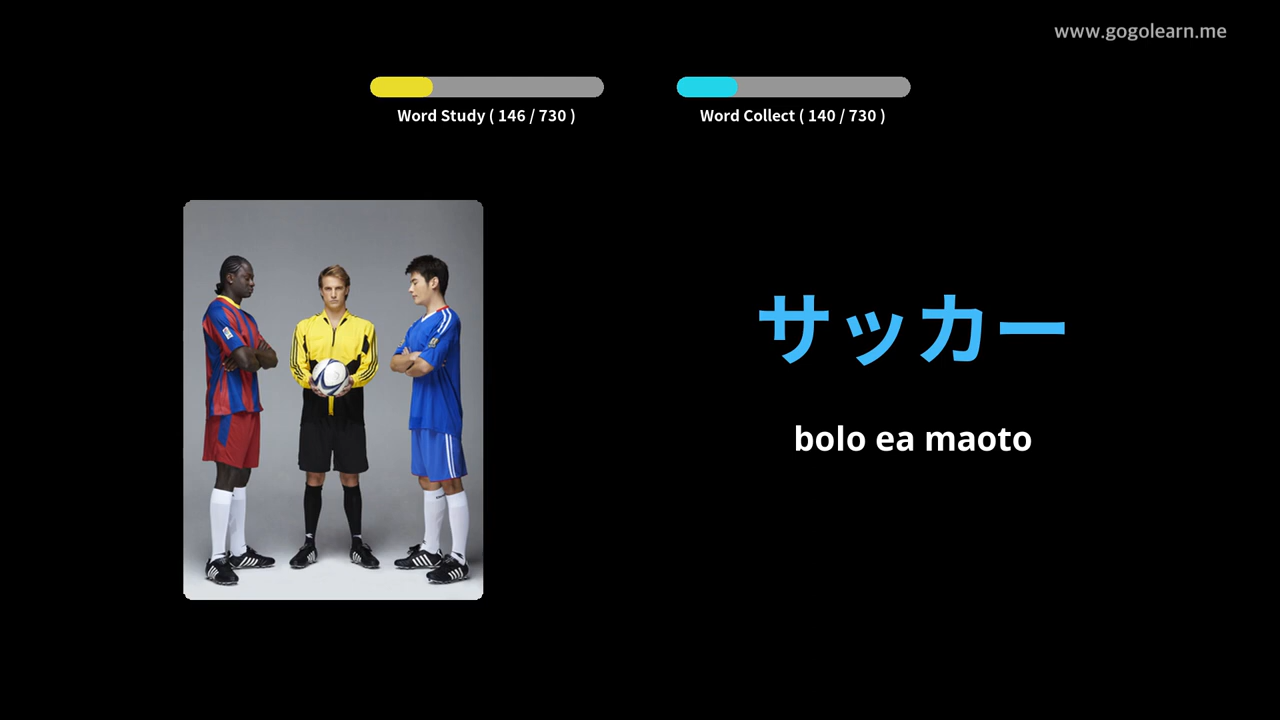 www.gogolearn.me
Word Study ( 146 / 730 )
Word Collect ( 140 / 730 )
サッカー
bolo ea maoto